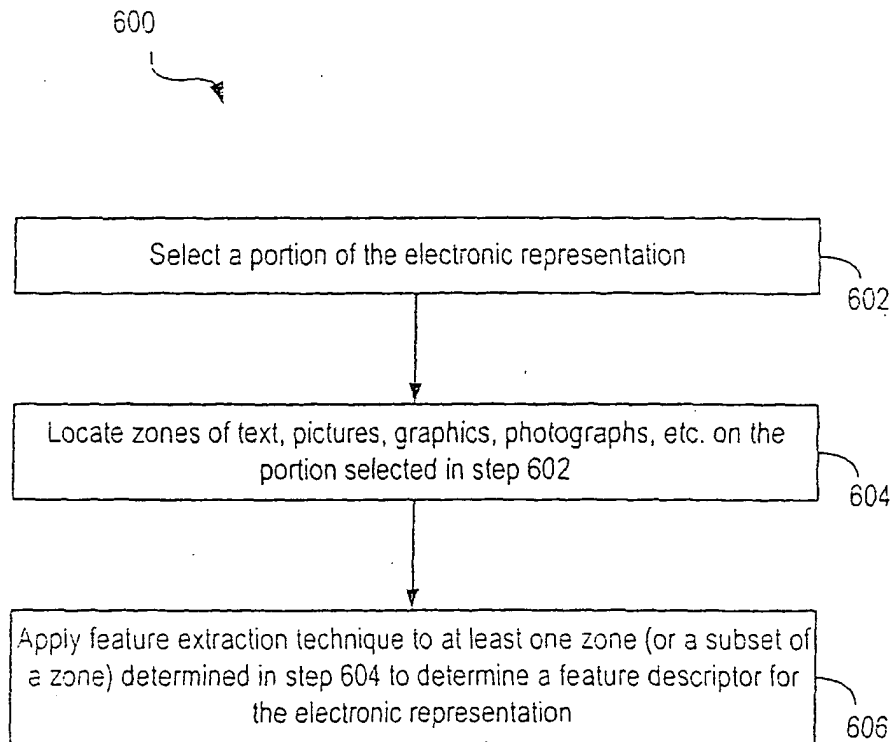 600
Select a portion of the electronic representation
602
Locate zones of text, pictures, graphics, photographs, etc. on the
portion selected in step 602
604
Apply feature extraction technique to at least one zone (or a subset of
a zone) determined in step 604 to determine a feature descriptor for
the electronic representation
606